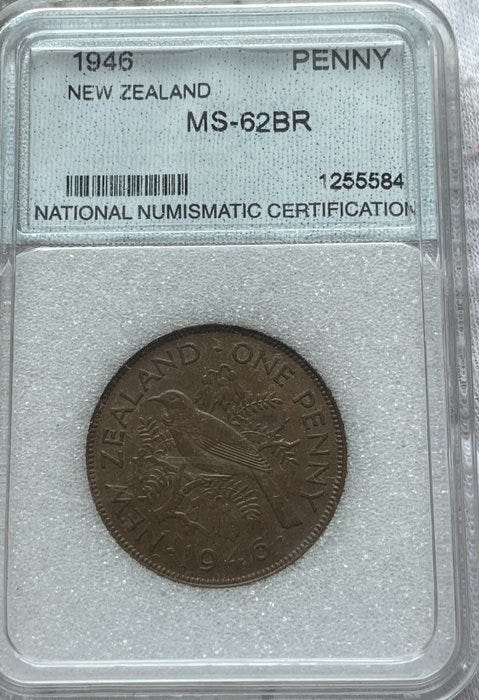 1946 PENNY
NEW ZEALAND
MS-62BR
1255584
NATIONAL NUMISMATIC CERTIFICATION
NEW ZEALAND · ONE PENNY
· 1946 ·